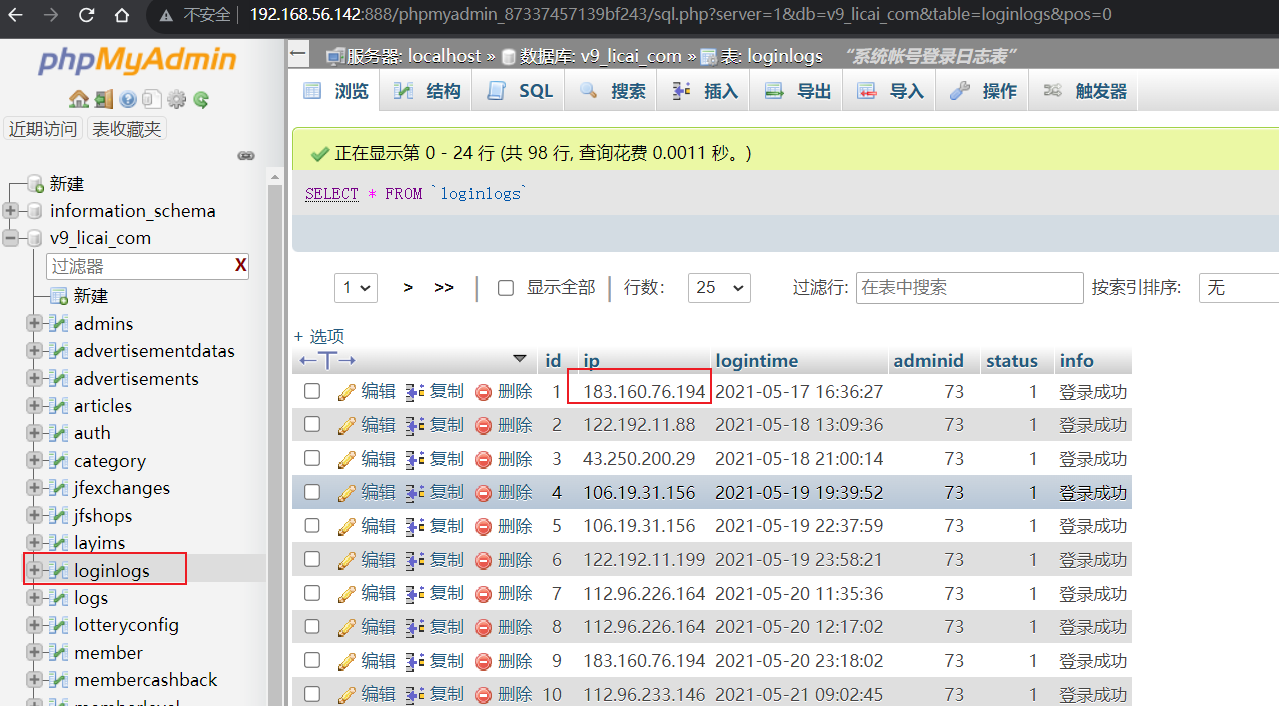 不安全 | 192.168.56.142:888/phpmyadmin_87337457139bf243/sql.php?server=1&db=v9_licai_com&table=loginlogs&pos=0
phpMyAdmin
近期访问 表收藏夹
新建
information_schema
v9_licai_com
过滤器 X
新建
admins
advertisementdatas
advertisements
articles
auth
category
jfexchanges
jfshops
layims
loginlogs
logs
lotteryconfig
member
membercashback
memberlevel
服务器: localhost » 数据库: v9_licai_com » 表: loginlogs “系统帐号登录日志表”
浏览 结构 SQL 搜索 插入 导出 导入 操作 触发器
正在显示第 0 - 24 行 (共 98 行, 查询花费 0.0011 秒。)
SELECT * FROM `loginlogs`
1 > >> | 显示全部 | 行数: 25 过滤行: 在表中搜索 按索引排序: 无
+ 选项
←T→ id ip logintime adminid status info
编辑 复制 删除 1 183.160.76.194 2021-05-17 16:36:27 73 1 登录成功
编辑 复制 删除 2 122.192.11.88 2021-05-18 13:09:36 73 1 登录成功
编辑 复制 删除 3 43.250.200.29 2021-05-18 21:00:14 73 1 登录成功
编辑 复制 删除 4 106.19.31.156 2021-05-19 19:39:52 73 1 登录成功
编辑 复制 删除 5 106.19.31.156 2021-05-19 22:37:59 73 1 登录成功
编辑 复制 删除 6 122.192.11.199 2021-05-19 23:58:21 73 1 登录成功
编辑 复制 删除 7 112.96.226.164 2021-05-20 11:35:36 73 1 登录成功
编辑 复制 删除 8 112.96.226.164 2021-05-20 12:17:02 73 1 登录成功
编辑 复制 删除 9 183.160.76.194 2021-05-20 23:18:02 73 1 登录成功
编辑 复制 删除 10 112.96.233.146 2021-05-21 09:02:45 73 1 登录成功